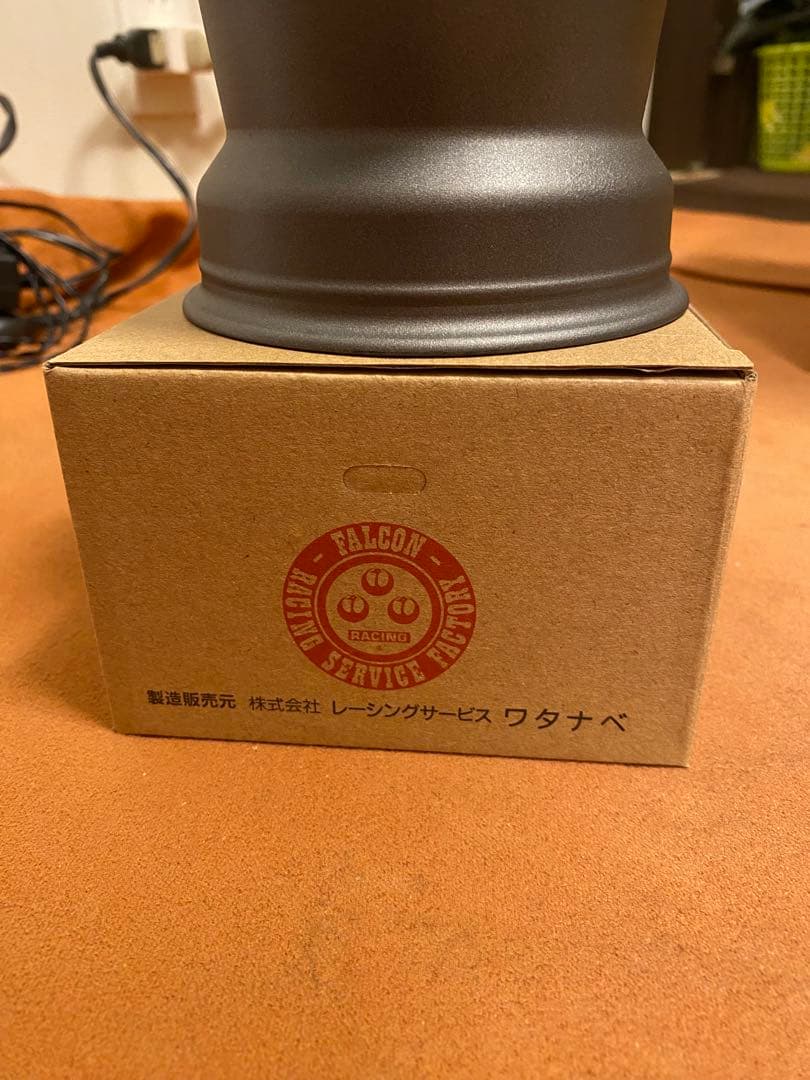 - FALCON -
RACING SERVICE FACTORY
RACING
製造販売元 株式会社 レーシングサービス ワタナベ